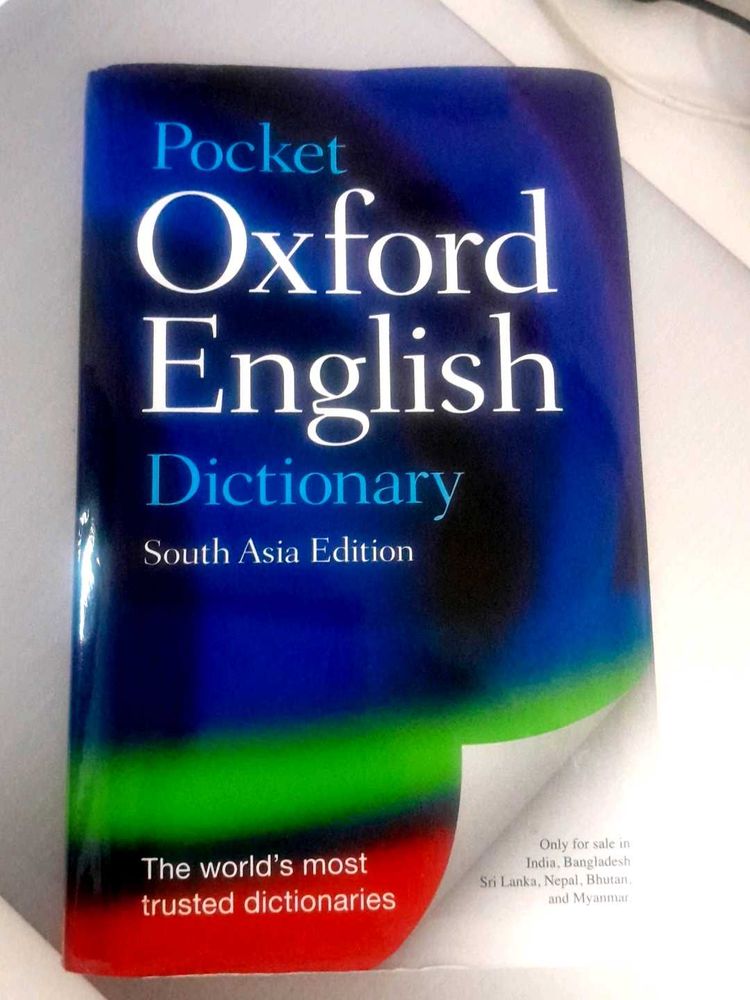 Pocket
Oxford
English
Dictionary
South Asia Edition
The world's most
trusted dictionaries
Only for sale in
India, Bangladesh
Sri Lanka, Nepal, Bhutan,
and Myanmar